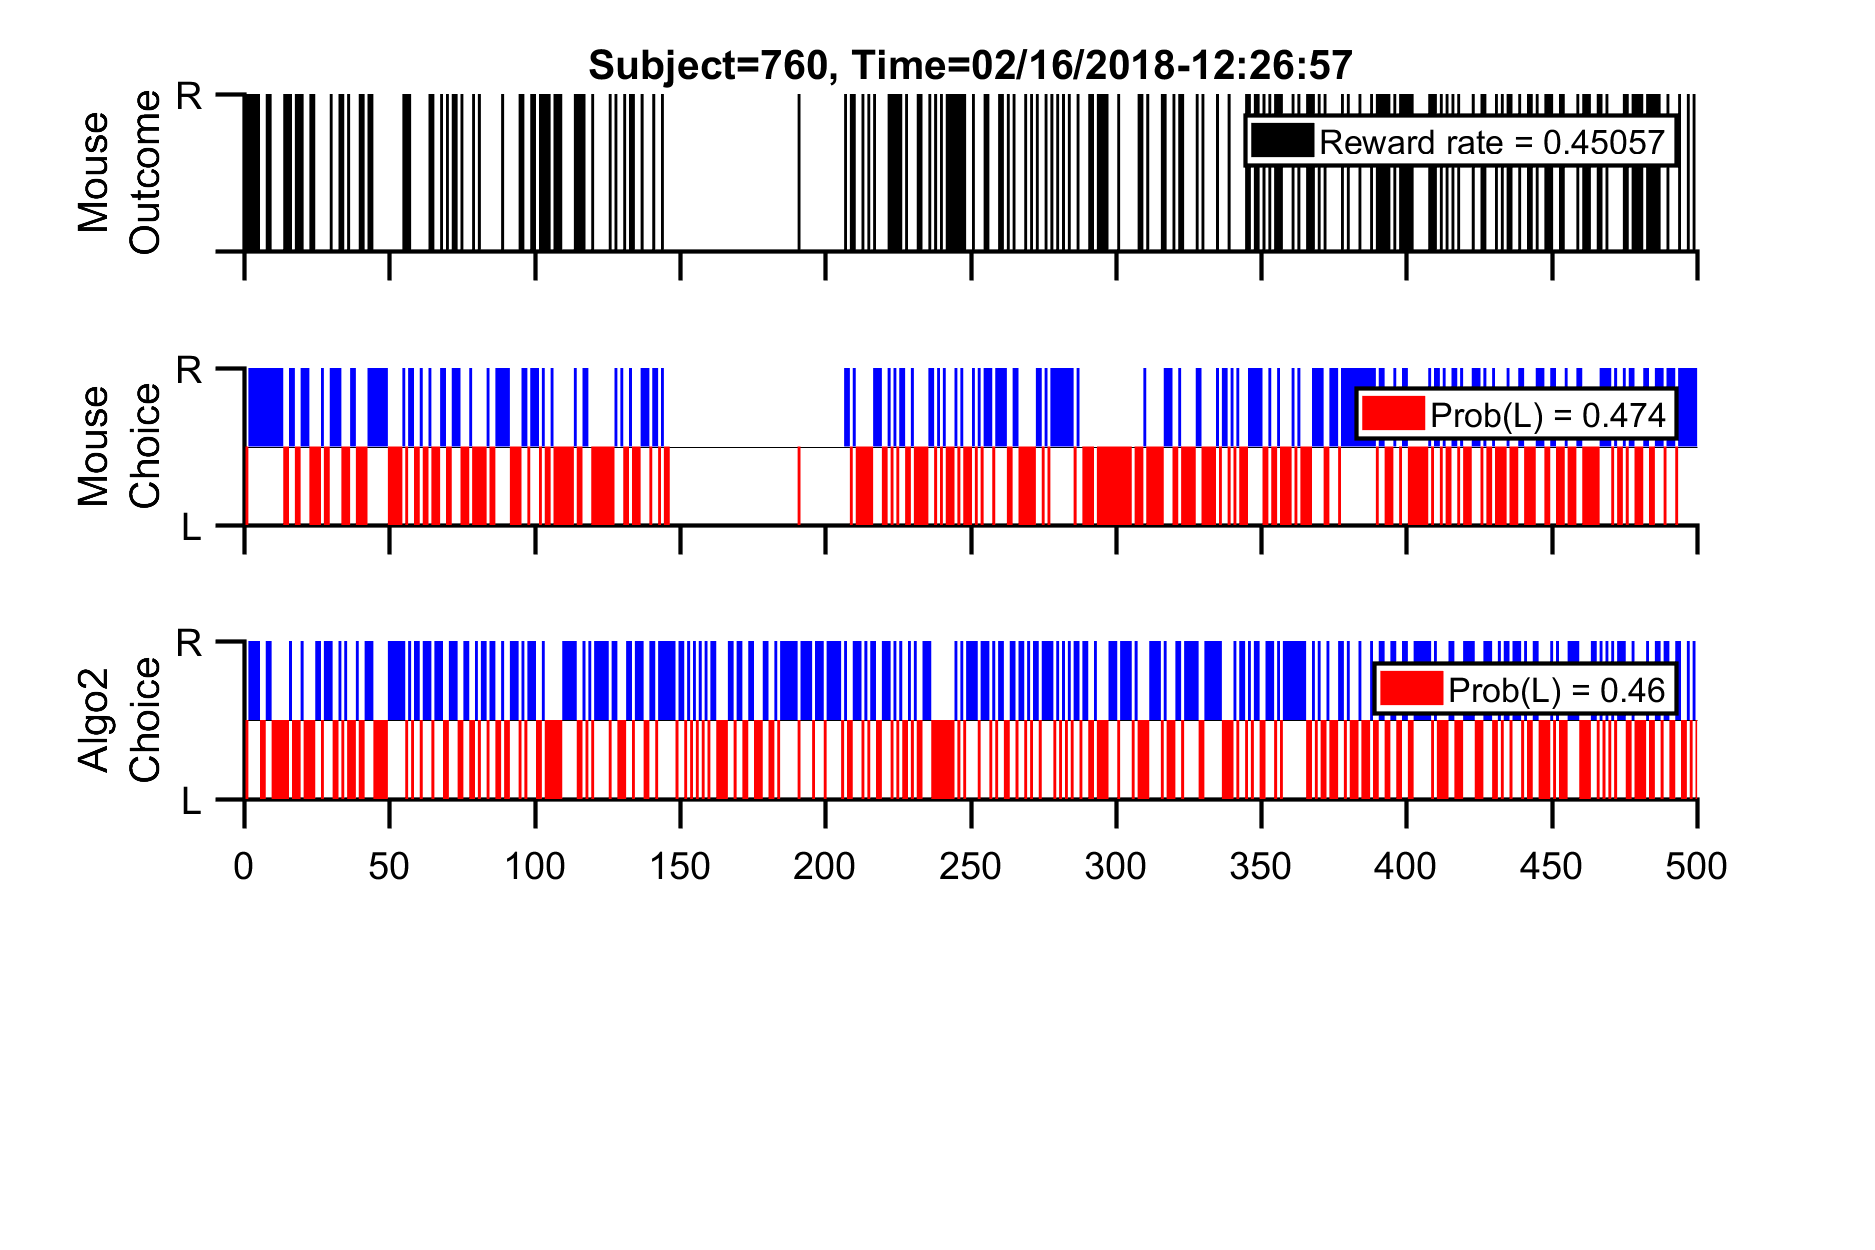 Subject=760, Time=02/16/2018-12:26:57
Mouse
Outcome
R
Reward rate = 0.45057
Mouse
Choice
R
L
Prob(L) = 0.474
Algo2
Choice
R
L
Prob(L) = 0.46
0 50 100 150 200 250 300 350 400 450 500